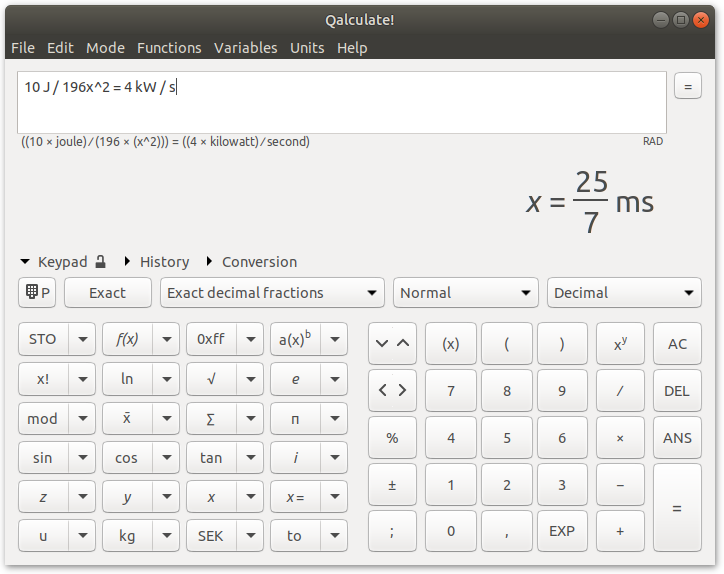 Qalculate!
File Edit Mode Functions Variables Units Help
10 J / 196x^2 = 4 kW / s
=
((10 × joule)/(196 × (x^2))) = ((4 × kilowatt)/second)
RAD
x = 25/7 ms
Keypad History Conversion
P Exact Exact decimal fractions Normal Decimal
STO f(x) 0xff a(x)ᵇ (x) ( ) xʸ AC
x! ln √ e 7 8 9 / DEL
mod x̄ Σ π % 4 5 6 × ANS
sin cos tan i ± 1 2 3 − =
z y x x= ; 0 , EXP +
u kg SEK to